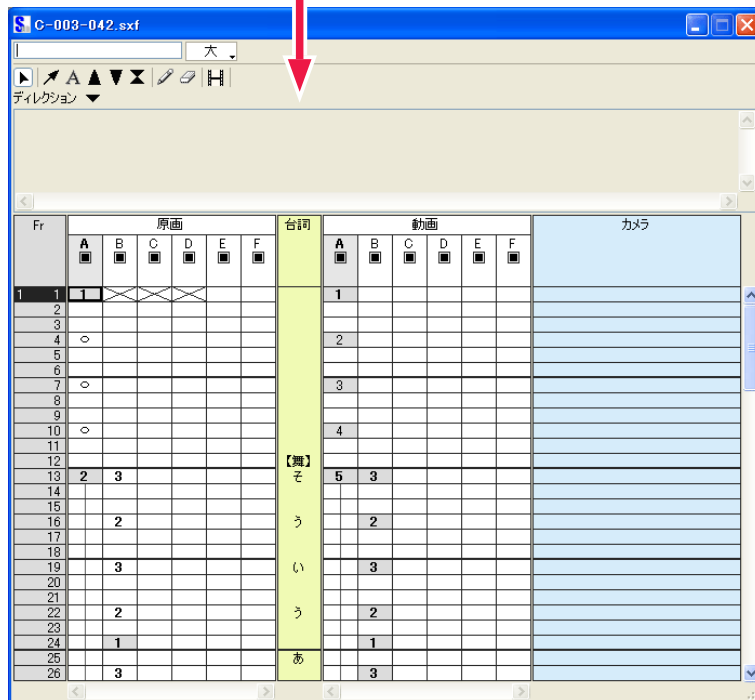 C-003-042.sxf
大
A
ディレクション
Fr 原画 台詞 動画 カメラ
A B C D E F A B C D E F
1 1 1 1
2
3
4 2
5
6
7 3
8
9
10 4
11
12 【舞】
13 2 3 そ 5 3
14
15
16 2 う 2
17
18
19 3 い 3
20
21
22 2 う 2
23
24 1 1
25 あ
26 3 3